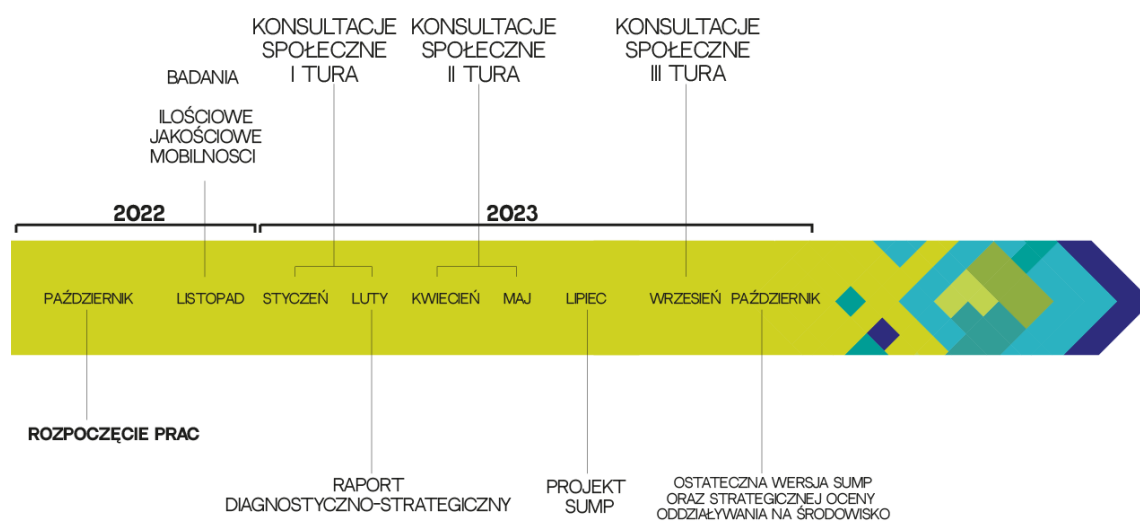 KONSULTACJE
SPOŁECZNE
I TURA
KONSULTACJE
SPOŁECZNE
II TURA
KONSULTACJE
SPOŁECZNE
III TURA
BADANIA
ILOŚCIOWE
JAKOŚCIOWE
MOBILNOSCI
2022
2023
PAŹDZIERNIK
LISTOPAD
STYCZEŃ
LUTY
KWIECIEŃ
MAJ
LIPIEC
WRZESIEŃ
PAŹDZIERNIK
ROZPOCZĘCIE PRAC
RAPORT
DIAGNOSTYCZNO-STRATEGICZNY
PROJEKT
SUMP
OSTATECZNA WERSJA SUMP
ORAZ STRATEGICZNEJ OCENY
ODDZIAŁYWANIA NA ŚRODOWISKO